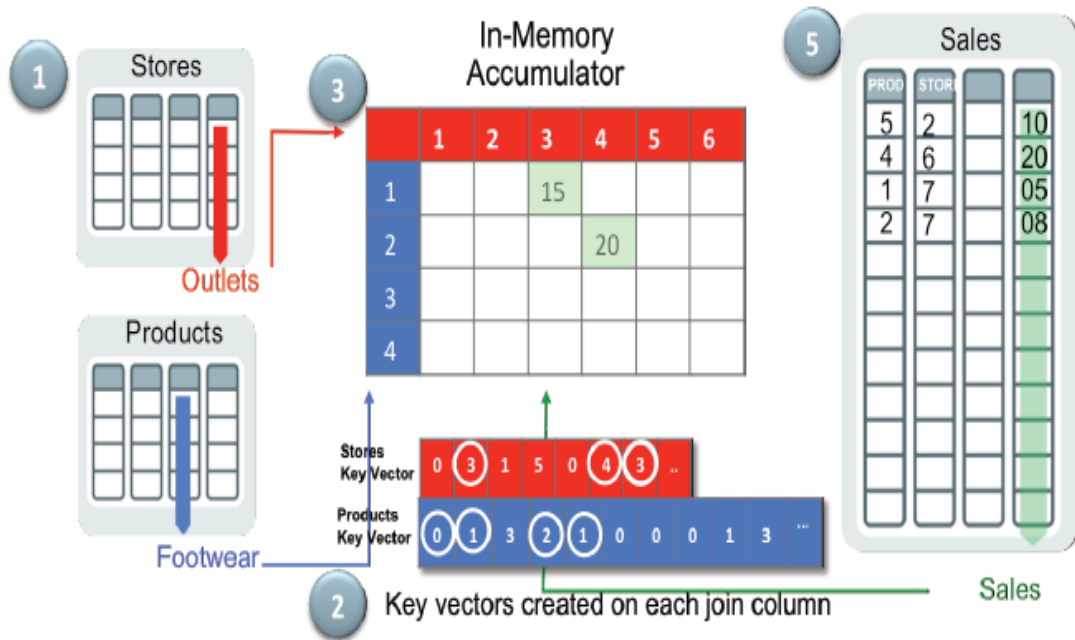 1
Stores
Outlets
Products
Footwear
3
In-Memory
Accumulator
1 2 3 4 5 6
1 15
2 20
3
4
Stores
Key Vector
0 3 1 5 0 4 3 ..
Products
Key Vector
0 1 3 2 1 0 0 0 1 3 ...
2
Key vectors created on each join column
5
Sales
PROD STORE
5 2 10
4 6 20
1 7 05
2 7 08
Sales